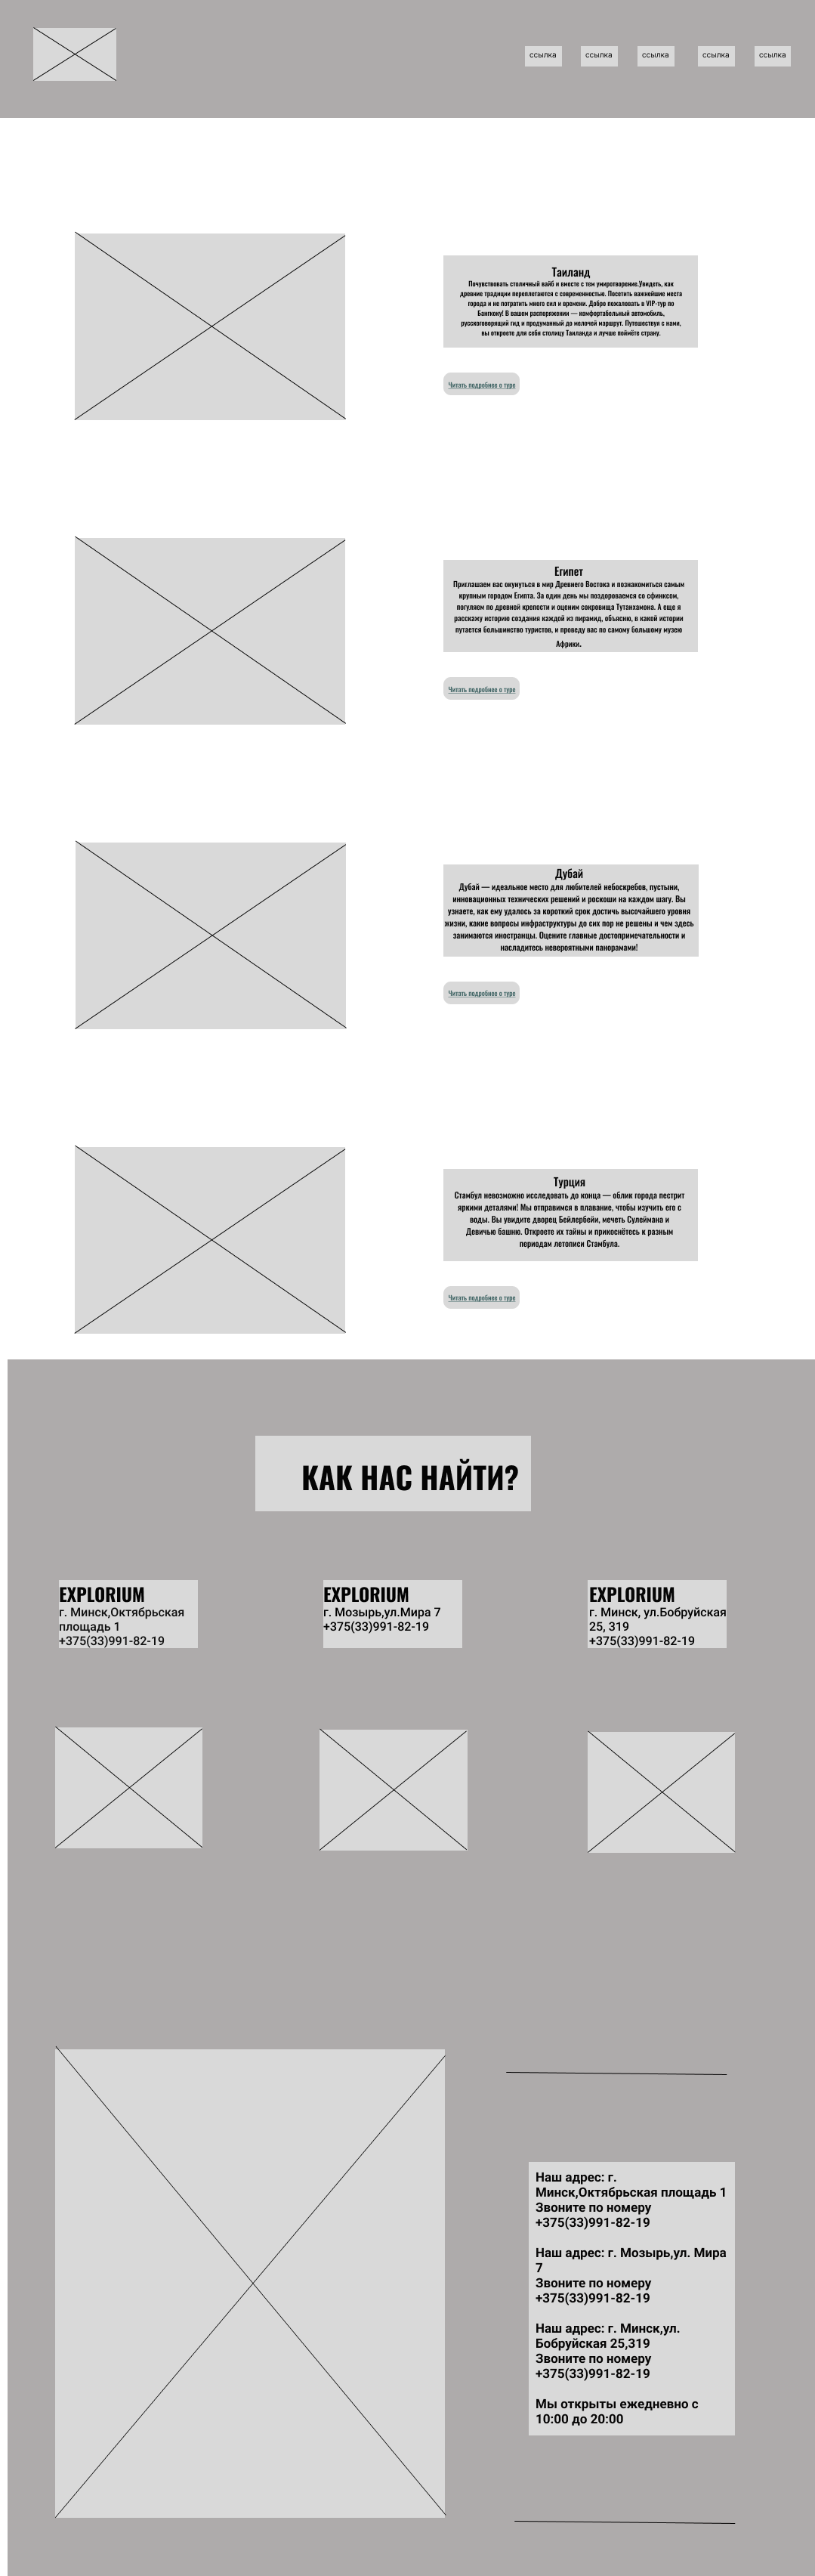 ссылка ссылка ссылка ссылка ссылка
Таиланд
Почувствовать столичный вайб и вместе с тем умиротворение.Увидеть, как
древние традиции переплетаются с современностью. Посетить важнейшие места
города и не потратить много сил и времени. Добро пожаловать в VIP-тур по
Бангкоку! В вашем распоряжении — комфортабельный автомобиль,
русскоговорящий гид и продуманный до мелочей маршрут. Путешествуя с нами,
вы откроете для себя столицу Таиланда и лучше поймёте страну.
Читать подробнее о туре
Египет
Приглашаем вас окунуться в мир Древнего Востока и познакомиться самым
крупным городом Египта. За один день мы поздороваемся со сфинксом,
погуляем по древней крепости и оценим сокровища Тутанхамона. А еще я
расскажу историю создания каждой из пирамид, объясню, в какой истории
путается большинство туристов, и проведу вас по самому большому музею
Африки.
Читать подробнее о туре
Дубай
Дубай — идеальное место для любителей небоскребов, пустыни,
инновационных технических решений и роскоши на каждом шагу. Вы
узнаете, как ему удалось за короткий срок достичь высочайшего уровня
жизни, какие вопросы инфраструктуры до сих пор не решены и чем здесь
занимаются иностранцы. Оцените главные достопримечательности и
насладитесь невероятными панорамами!
Читать подробнее о туре
Турция
Стамбул невозможно исследовать до конца — облик города пестрит
яркими деталями! Мы отправимся в плавание, чтобы изучить его с
воды. Вы увидите дворец Бейлербейи, мечеть Сулеймана и
Девичью башню. Откроете их тайны и прикоснётесь к разным
периодам летописи Стамбула.
Читать подробнее о туре
КАК НАС НАЙТИ?
EXPLORIUM
г. Минск,Октябрьская
площадь 1
+375(33)991-82-19
EXPLORIUM
г. Мозырь,ул.Мира 7
+375(33)991-82-19
EXPLORIUM
г. Минск, ул.Бобруйская
25, 319
+375(33)991-82-19
Наш адрес: г.
Минск,Октябрьская площадь 1
Звоните по номеру
+375(33)991-82-19
Наш адрес: г. Мозырь,ул. Мира
7
Звоните по номеру
+375(33)991-82-19
Наш адрес: г. Минск,ул.
Бобруйская 25,319
Звоните по номеру
+375(33)991-82-19
Мы открыты ежедневно с
10:00 до 20:00